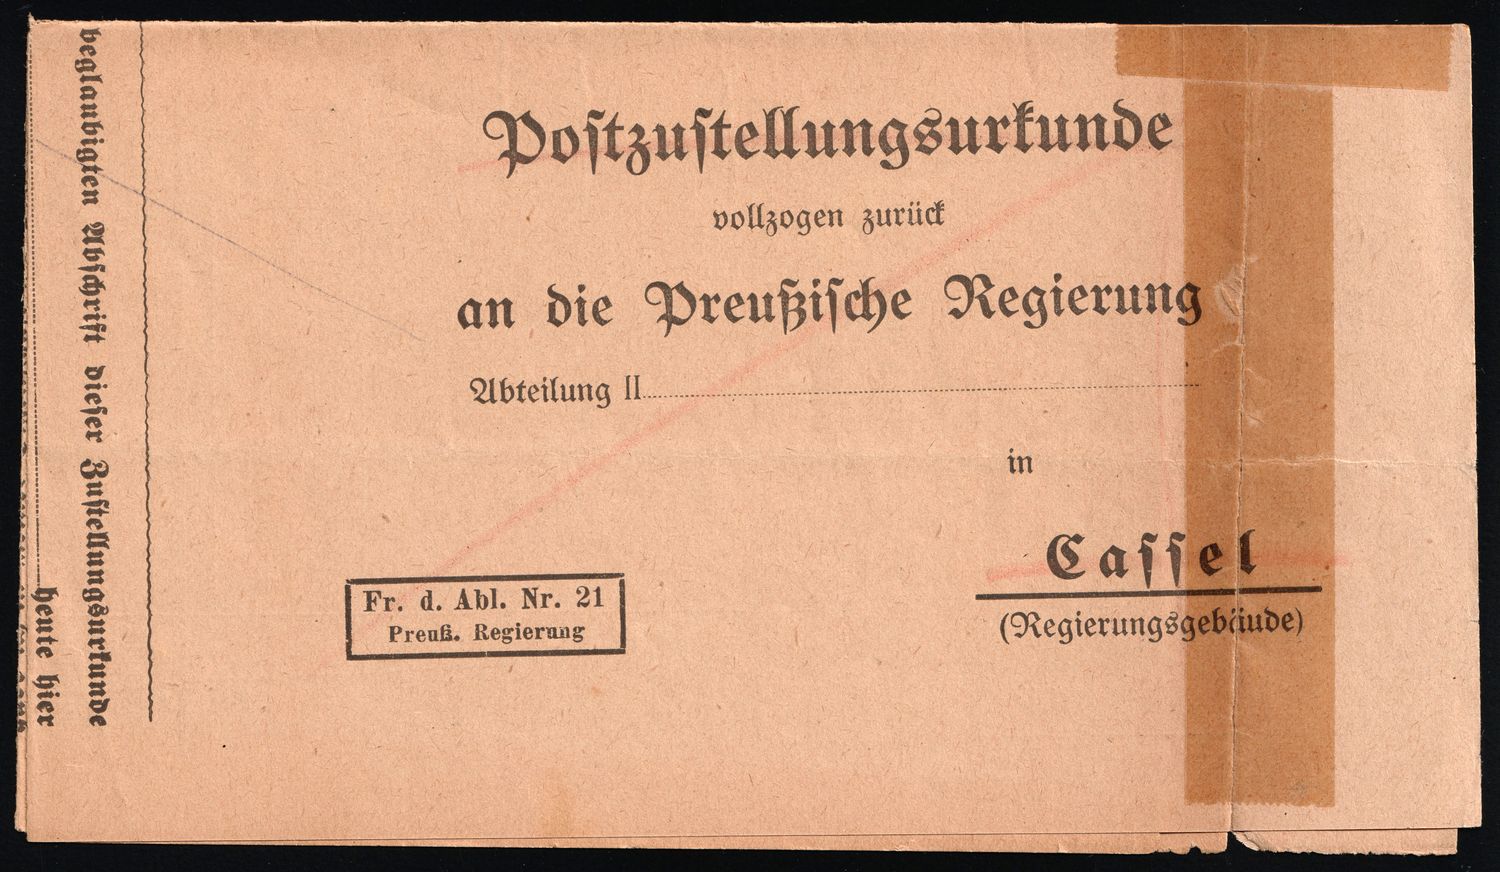 Postzustellungsurkunde
vollzogen zurück
an die Preußische Regierung
Abteilung II
in
Cassel
(Regierungsgebäude)
Fr. d. Abl. Nr. 21
Preuß. Regierung
beglaubigten Abschrift dieser Zustellungsurkunde
heute hier